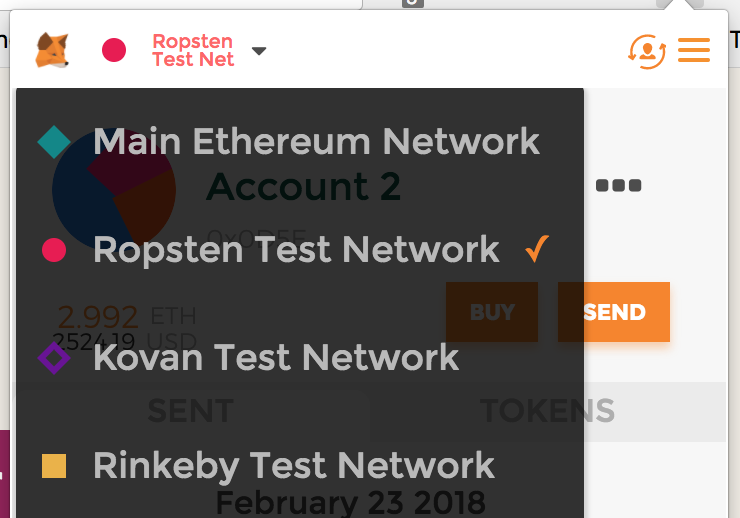 Ropsten
Test Net
Main Ethereum Network
Account 2
0x0D5E
Ropsten Test Network
2.992 ETH
BUY
SEND
2524.19 USD
Kovan Test Network
SENT
TOKENS
Rinkeby Test Network
February 23 2018